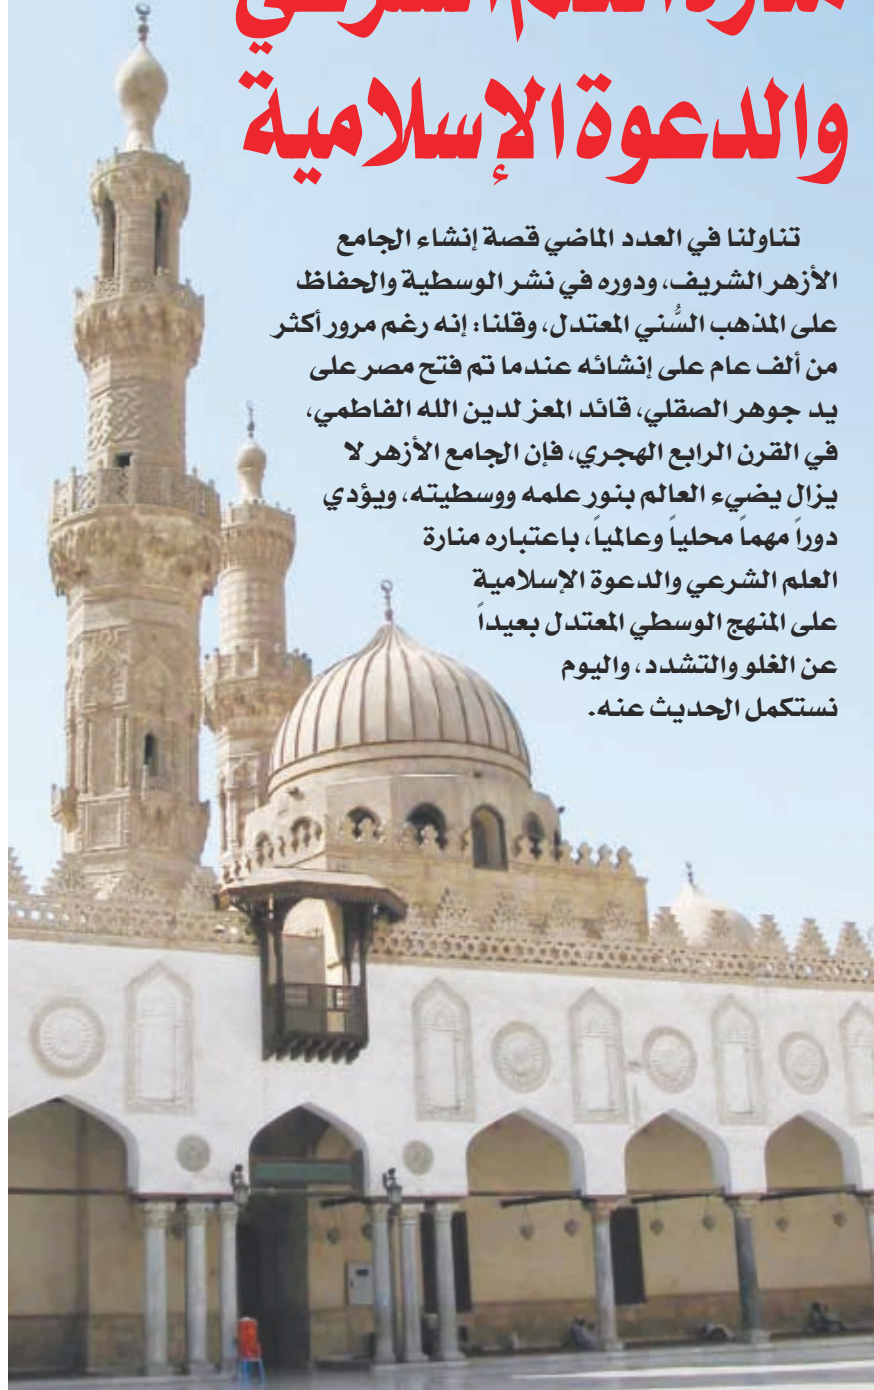 منارة العلم الشرعي
والدعوة الإسلامية
تناولنا في العدد الماضي قصة إنشاء الجامع
الأزهر الشريف، ودوره في نشر الوسطية والحفاظ
على المذهب السُّني المعتدل، وقلنا: إنه رغم مرور أكثر
من ألف عام على إنشائه عندما تم فتح مصر على
يد جوهر الصقلي، قائد المعز لدين الله الفاطمي،
في القرن الرابع الهجري، فإن الجامع الأزهر لا
يزال يضيء العالم بنور علمه ووسطيته، ويؤدي
دوراً مهماً محلياً وعالمياً، باعتباره منارة
العلم الشرعي والدعوة الإسلامية
على المنهج الوسطي المعتدل بعيداً
عن الغلو والتشدد، واليوم
نستكمل الحديث عنه.